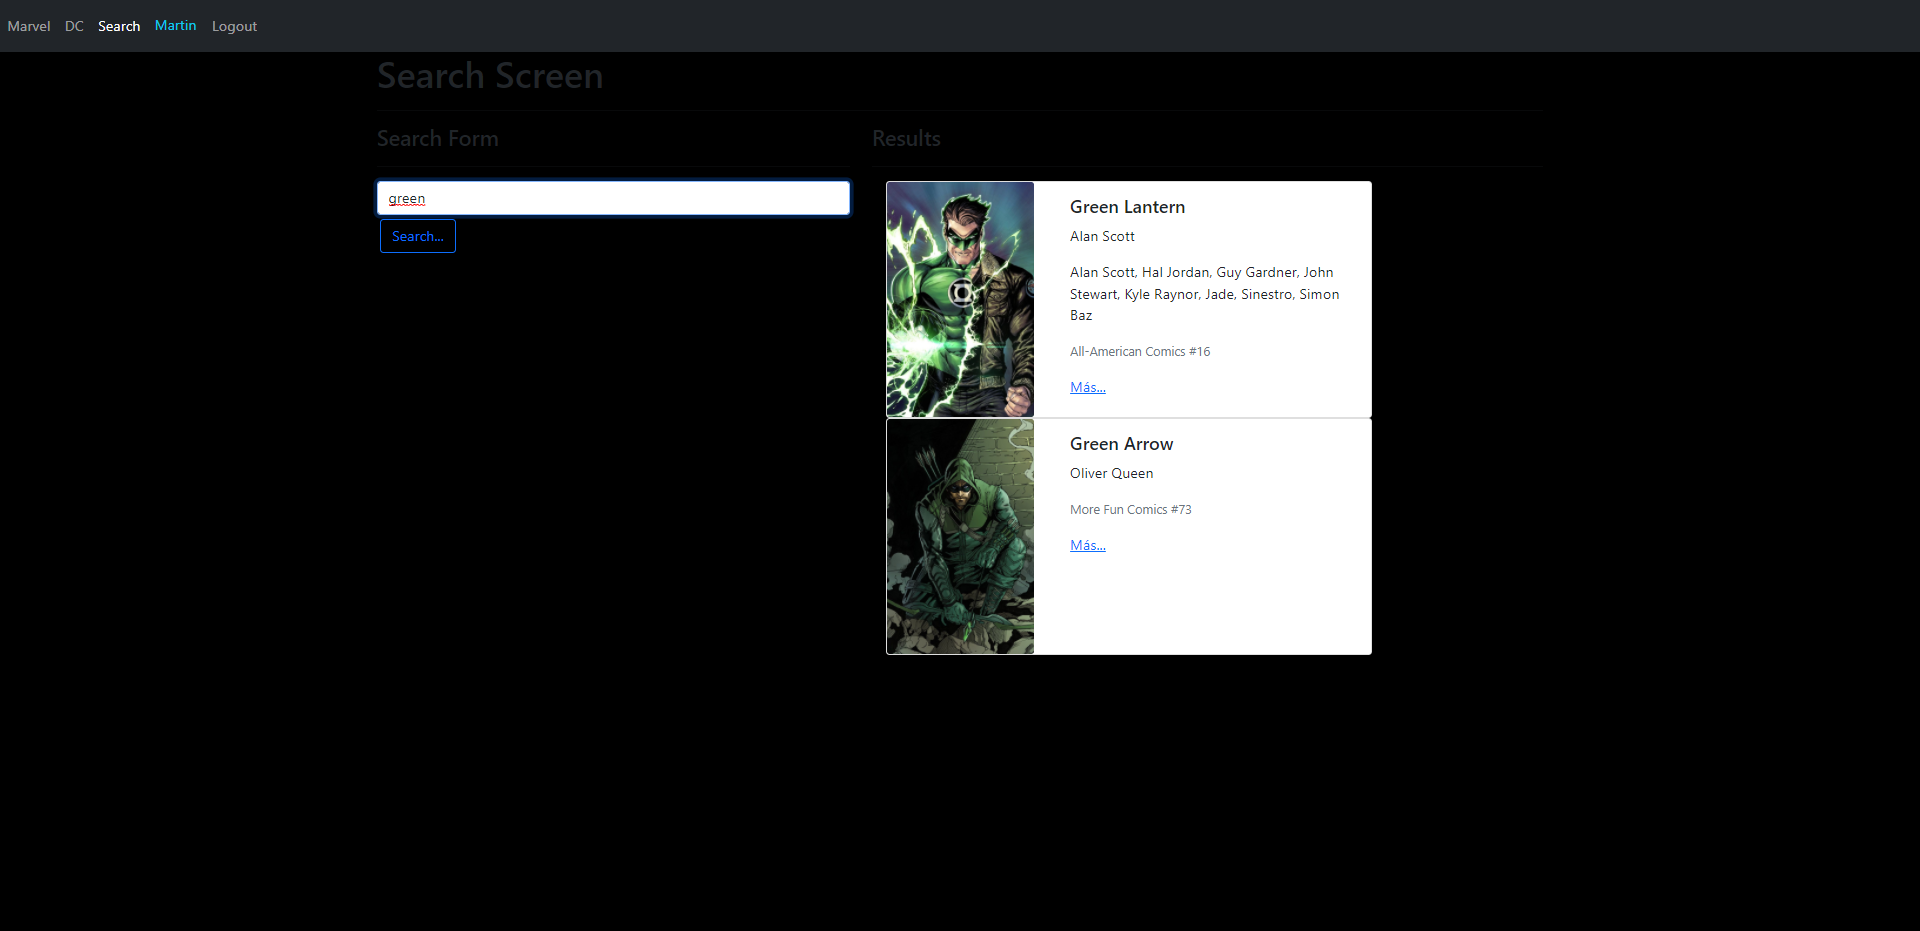 Marvel DC Search Martin Logout
Search Screen
Search Form
green
Search...
Results
Green Lantern
Alan Scott
Alan Scott, Hal Jordan, Guy Gardner, John
Stewart, Kyle Raynor, Jade, Sinestro, Simon
Baz
All-American Comics #16
Más...
Green Arrow
Oliver Queen
More Fun Comics #73
Más...